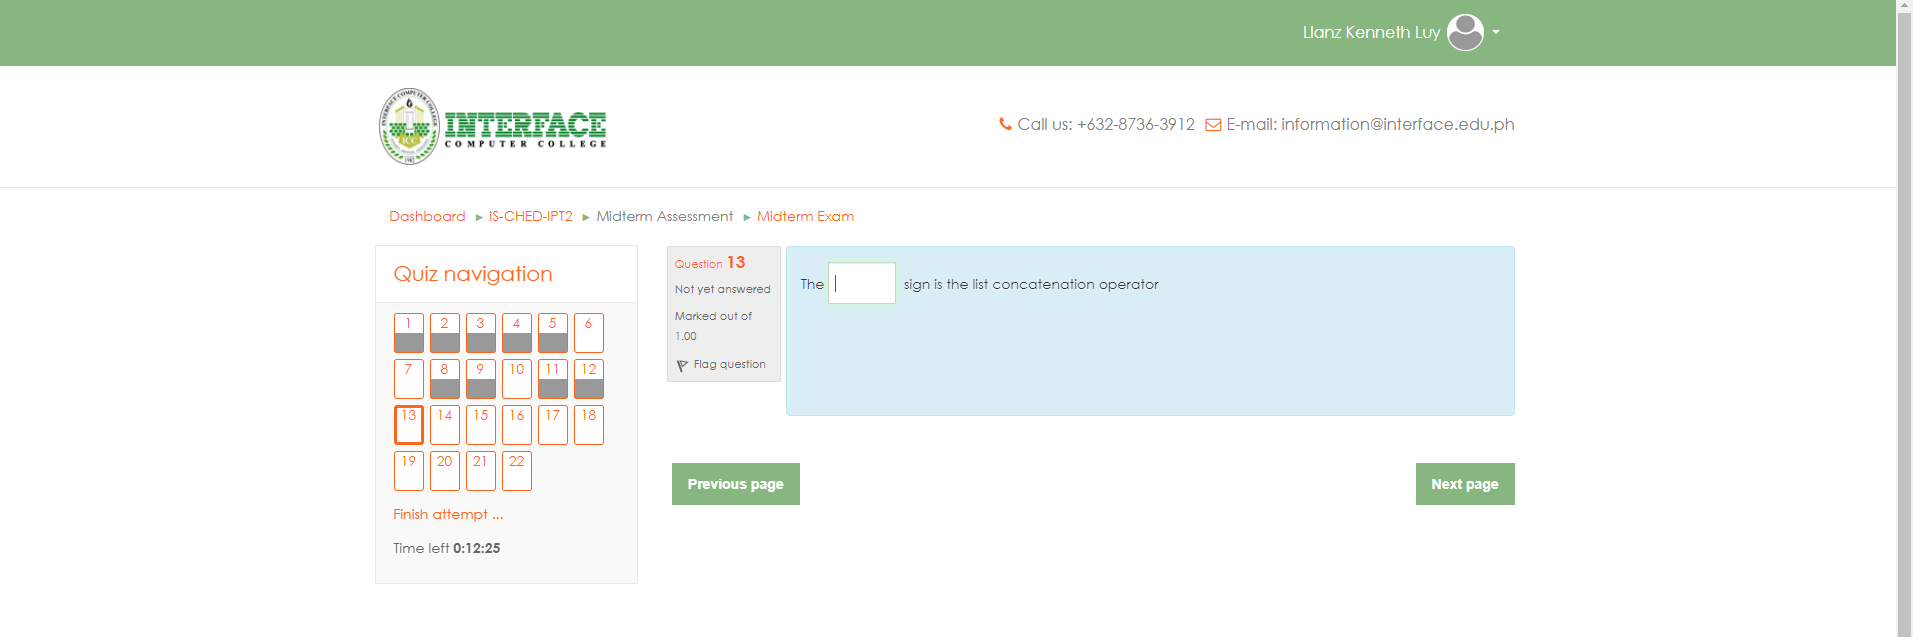 Llanz Kenneth Luy
INTERFACE
COMPUTER COLLEGE
Call us: +632-8736-3912 E-mail: information@interface.edu.ph
Dashboard ► IS-CHED-IPT2 ► Midterm Assessment ► Midterm Exam
Quiz navigation
1 2 3 4 5 6
7 8 9 10 11 12
13 14 15 16 17 18
19 20 21 22
Finish attempt ...
Time left 0:12:25
Question 13
Not yet answered
Marked out of
1.00
Flag question
The sign is the list concatenation operator
Previous page
Next page